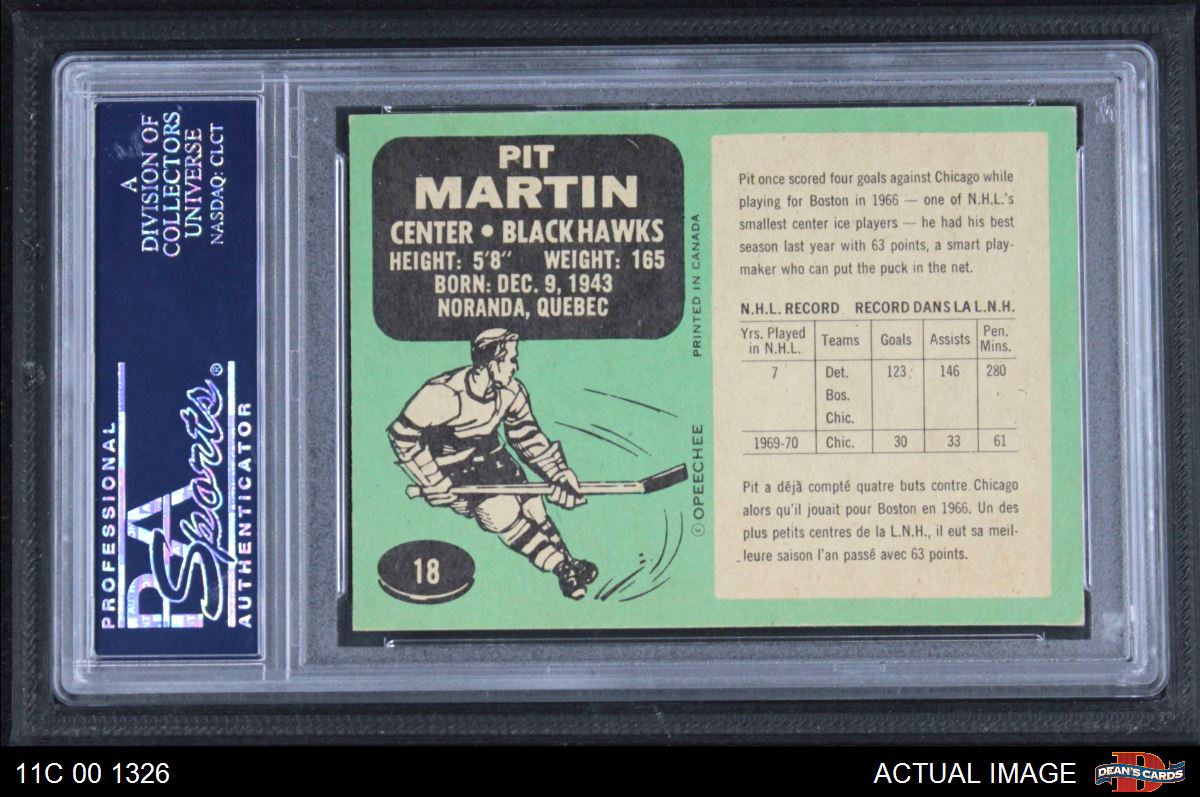 A
DIVISION OF
COLLECTORS
UNIVERSE
NASDAQ: CLCT
PROFESSIONAL
PSA
Sports®
AUTHENTICATOR
PIT
MARTIN
CENTER • BLACK HAWKS
HEIGHT: 5'8" WEIGHT: 165
BORN: DEC. 9, 1943
NORANDA, QUEBEC
18
© OPEECHEE PRINTED IN CANADA
Pit once scored four goals against Chicago while
playing for Boston in 1966 — one of N.H.L.'s
smallest center ice players — he had his best
season last year with 63 points, a smart play-
maker who can put the puck in the net.
N.H.L. RECORD RECORD DANS LA L.N.H.
Yrs. Played in N.H.L. Teams Goals Assists Pen. Mins.
7 Det. 123 146 280
Bos.
Chic.
1969-70 Chic. 30 33 61
Pit a déjà compté quatre buts contre Chicago
alors qu'il jouait pour Boston en 1966. Un des
plus petits centres de la L.N.H., il eut sa meil-
leure saison l'an passé avec 63 points.
11C 00 1326
ACTUAL IMAGE
D
DEAN'S CARDS